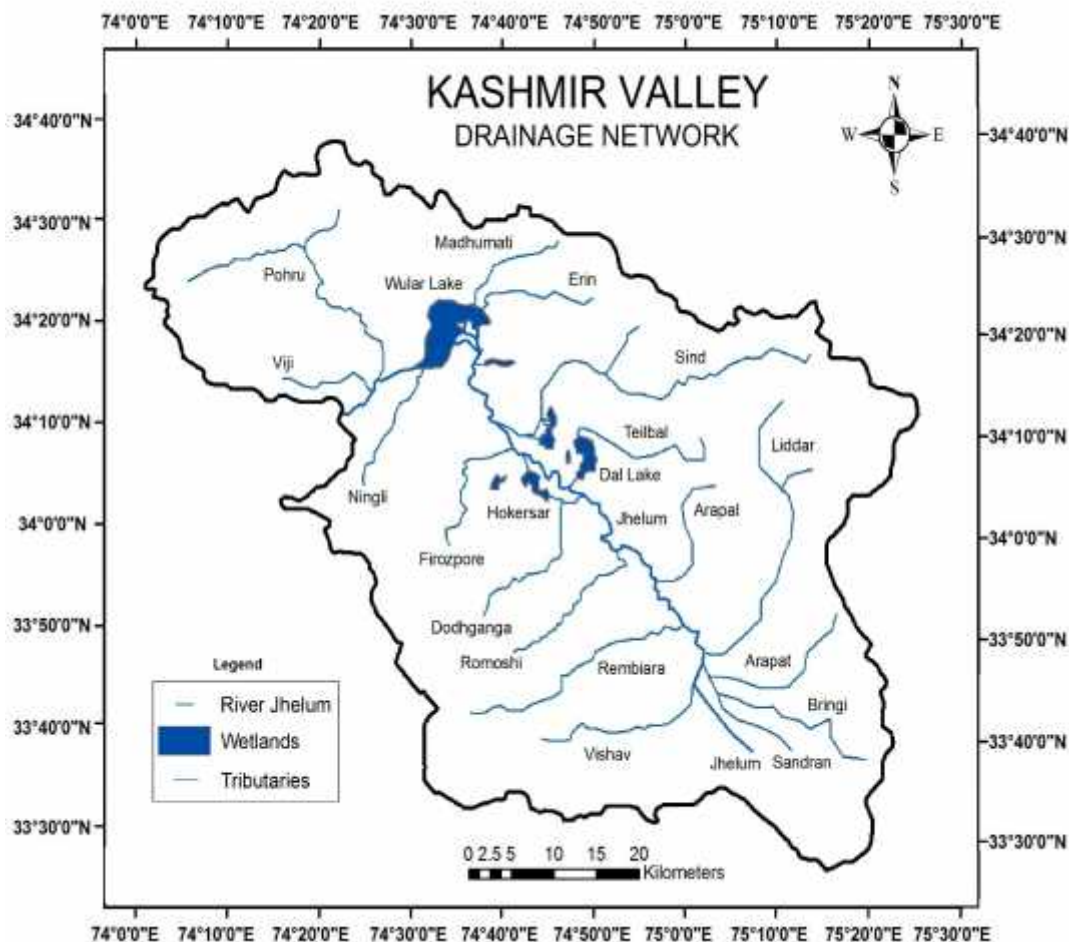 74°0'0"E 74°10'0"E 74°20'0"E 74°30'0"E 74°40'0"E 74°50'0"E 75°0'0"E 75°10'0"E 75°20'0"E 75°30'0"E
KASHMIR VALLEY
DRAINAGE NETWORK
N
W E
S
34°40'0"N
34°40'0"N
34°30'0"N
34°30'0"N
Madhumati
Pohru
Wular Lake
Erin
34°20'0"N
34°20'0"N
Viji
Sind
34°10'0"N
34°10'0"N
Teilbal
Liddar
Dal Lake
Ningli
Hokersar
Jhelum
Arapal
34°0'0"N
34°0'0"N
Firozpore
33°50'0"N
33°50'0"N
Dodhganga
Romoshi
Rembiara
Arapat
Bringi
Legend
River Jhelum
Wetlands
Tributaries
33°40'0"N
33°40'0"N
Vishav
Jhelum
Sandran
33°30'0"N
33°30'0"N
0 2.5 5 10 15 20
Kilometers
74°0'0"E 74°10'0"E 74°20'0"E 74°30'0"E 74°40'0"E 74°50'0"E 75°0'0"E 75°10'0"E 75°20'0"E 75°30'0"E